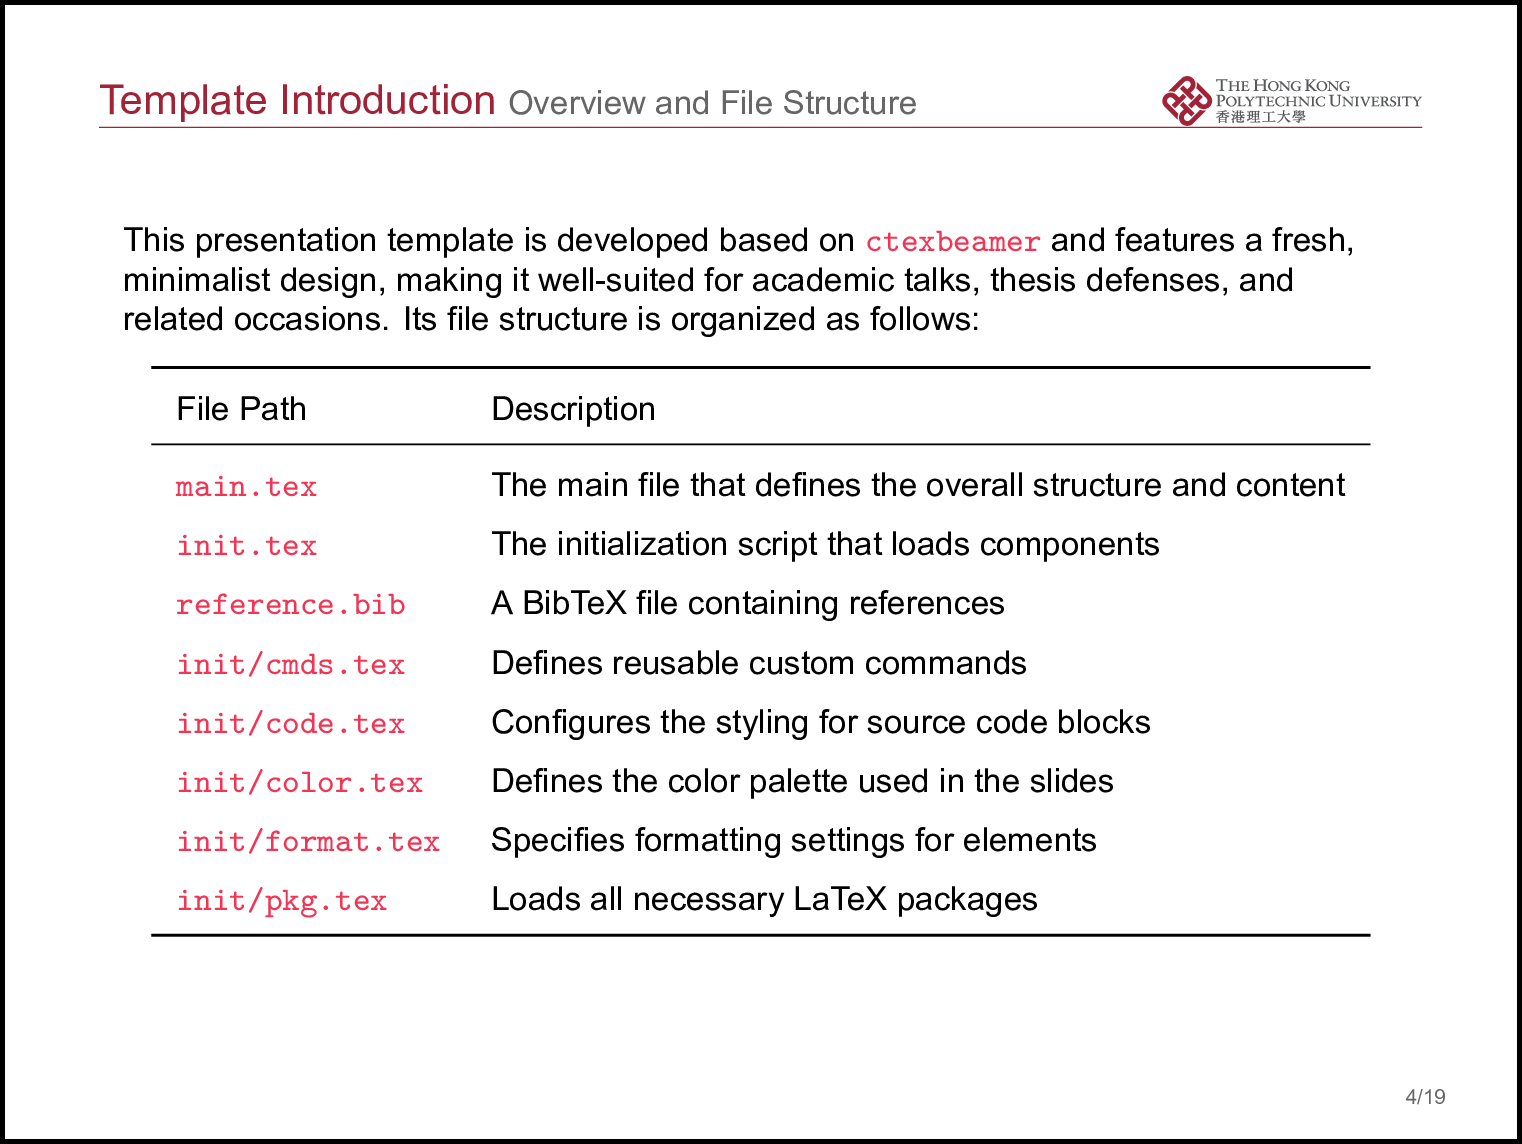 Template Introduction Overview and File Structure
THE HONG KONG
POLYTECHNIC UNIVERSITY
香港理工大學
This presentation template is developed based on ctexbeamer and features a fresh,
minimalist design, making it well-suited for academic talks, thesis defenses, and
related occasions. Its file structure is organized as follows:
File Path Description
main.tex The main file that defines the overall structure and content
init.tex The initialization script that loads components
reference.bib A BibTeX file containing references
init/cmds.tex Defines reusable custom commands
init/code.tex Configures the styling for source code blocks
init/color.tex Defines the color palette used in the slides
init/format.tex Specifies formatting settings for elements
init/pkg.tex Loads all necessary LaTeX packages
4/19